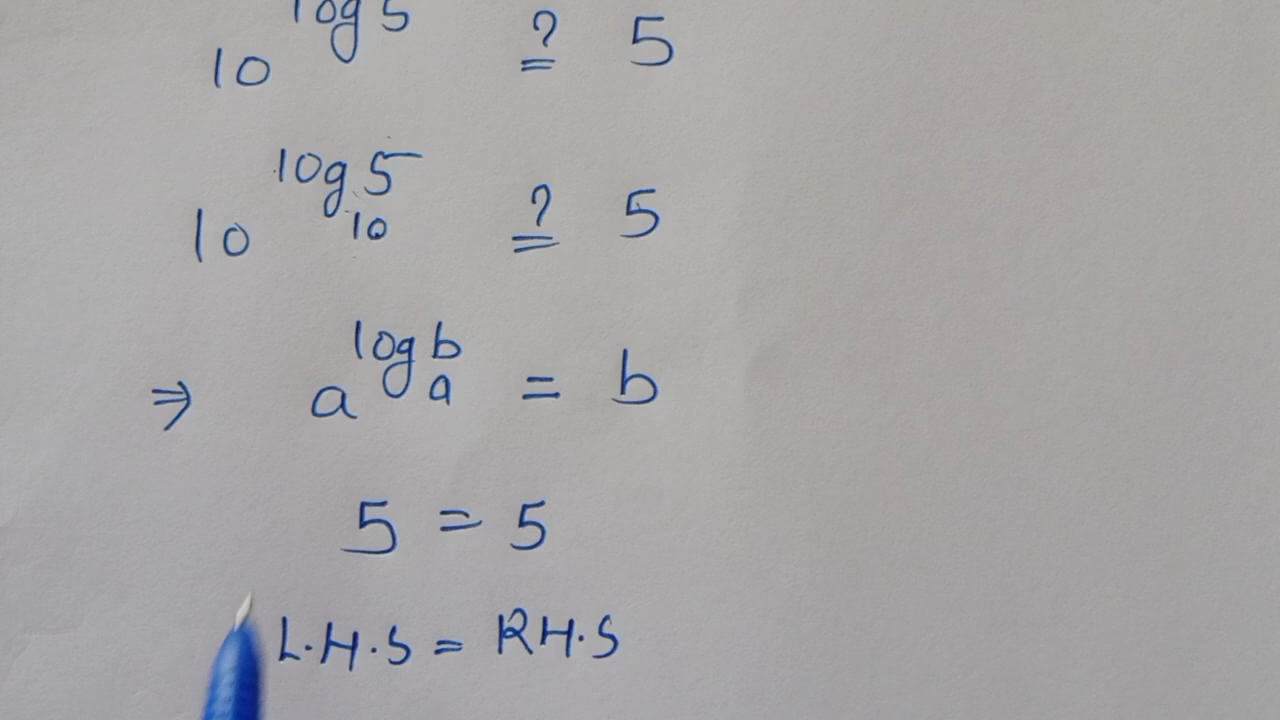 10^log 5 ?= 5
10^log₁₀ 5 ?= 5
⇒ a^logₐ b = b
5 = 5
L.H.S = RH.S